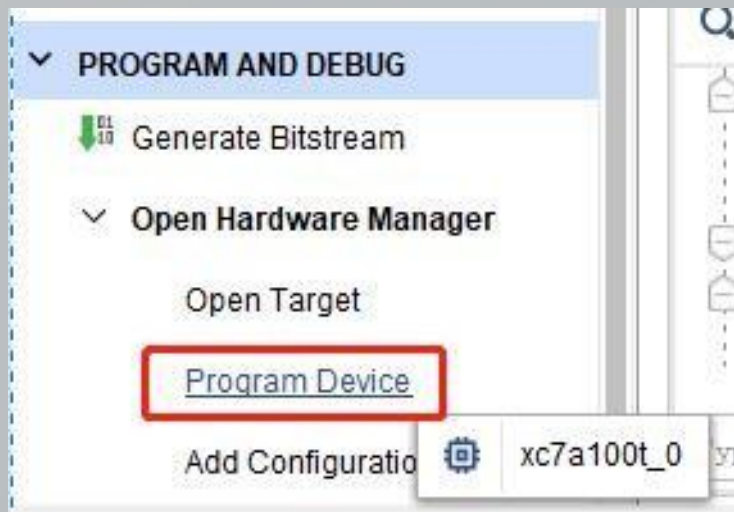 PROGRAM AND DEBUG
Generate Bitstream
Open Hardware Manager
Open Target
Program Device
Add Configuratio
xc7a100t_0